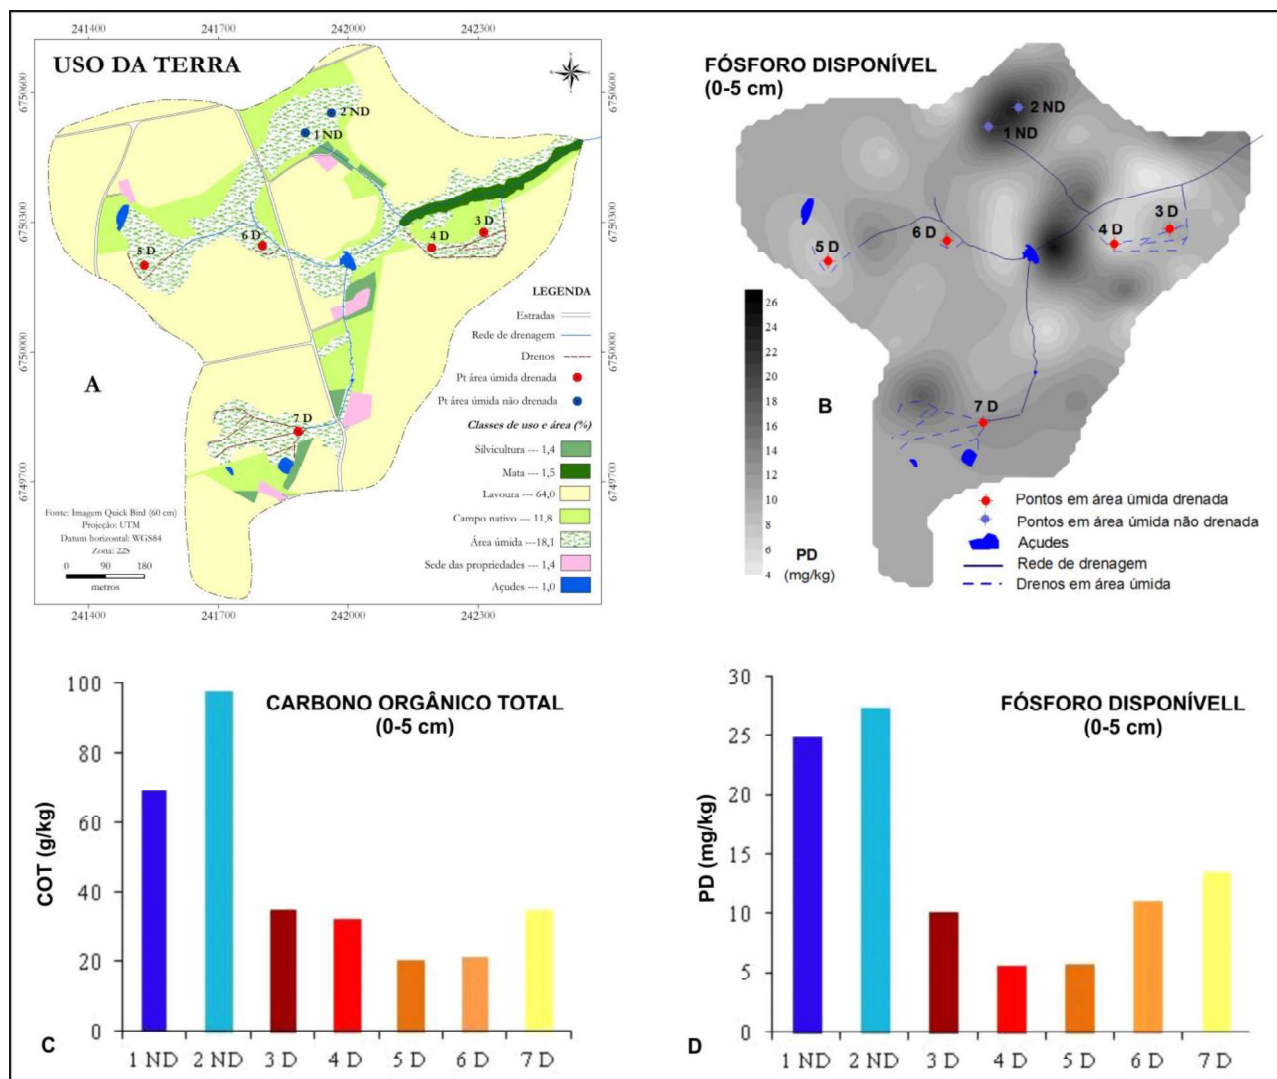 241400 241700 242000 242300
USO DA TERRA
6750600
6750300
6750000
6749700
2 ND
1 ND
5 D
6 D
4 D
3 D
7 D
A
LEGENDA
Estradas
Rede de drenagem
Drenos
Pt área úmida drenada
Pt área úmida não drenada
Classes de uso e área (%)
Silvicultura --- 1,4
Mata --- 1,5
Lavoura --- 64,0
Campo nativo --- 11,8
Área úmida ---18,1
Sede das propriedades --- 1,4
Açudes --- 1,0
Fonte: Imagem Quick Bird (60 cm)
Projeção: UTM
Datum horizontal: WGS84
Zona: 22S
0 90 180
metros
241400 241700 242000 242300
FÓSFORO DISPONÍVEL
(0-5 cm)
2 ND
1 ND
3 D
4 D
5 D
6 D
7 D
B
26
24
22
20
18
16
14
12
10
8
6
4
PD
(mg/kg)
Pontos em área úmida drenada
Pontos em área úmida não drenada
Açudes
Rede de drenagem
Drenos em área úmida
CARBONO ORGÂNICO TOTAL
(0-5 cm)
COT (g/kg)
100
80
60
40
20
0
1 ND 2 ND 3 D 4 D 5 D 6 D 7 D
C
FÓSFORO DISPONÍVELL
(0-5 cm)
PD (mg/kg)
30
25
20
15
10
5
0
1 ND 2 ND 3 D 4 D 5 D 6 D 7 D
D